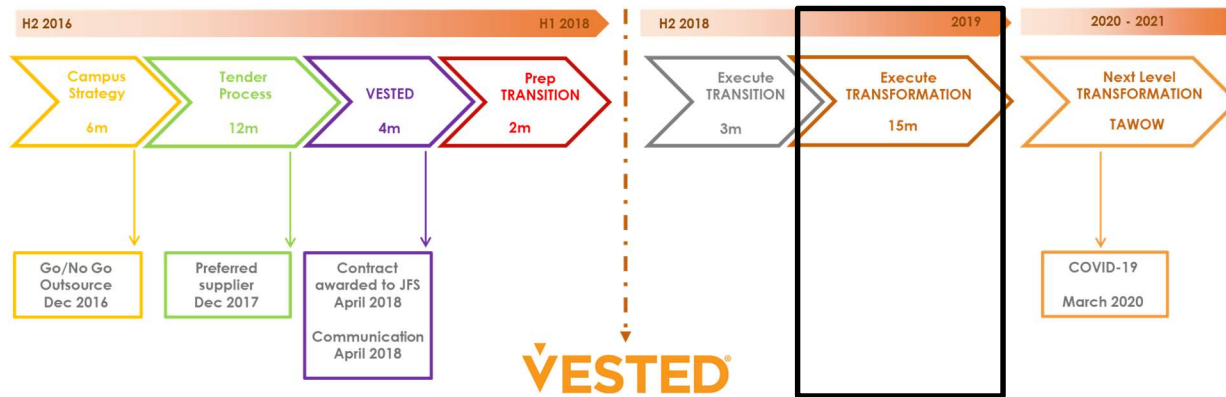 H2 2016
H1 2018
H2 2018
2019
2020 - 2021
Campus
Strategy
6m
Tender
Process
12m
VESTED
4m
Prep
TRANSITION
2m
Execute
TRANSITION
3m
Execute
TRANSFORMATION
15m
Next Level
TRANSFORMATION
TAWOW
Go/No Go
Outsource
Dec 2016
Preferred
supplier
Dec 2017
Contract
awarded to JFS
April 2018
Communication
April 2018
COVID-19
March 2020
VESTED®